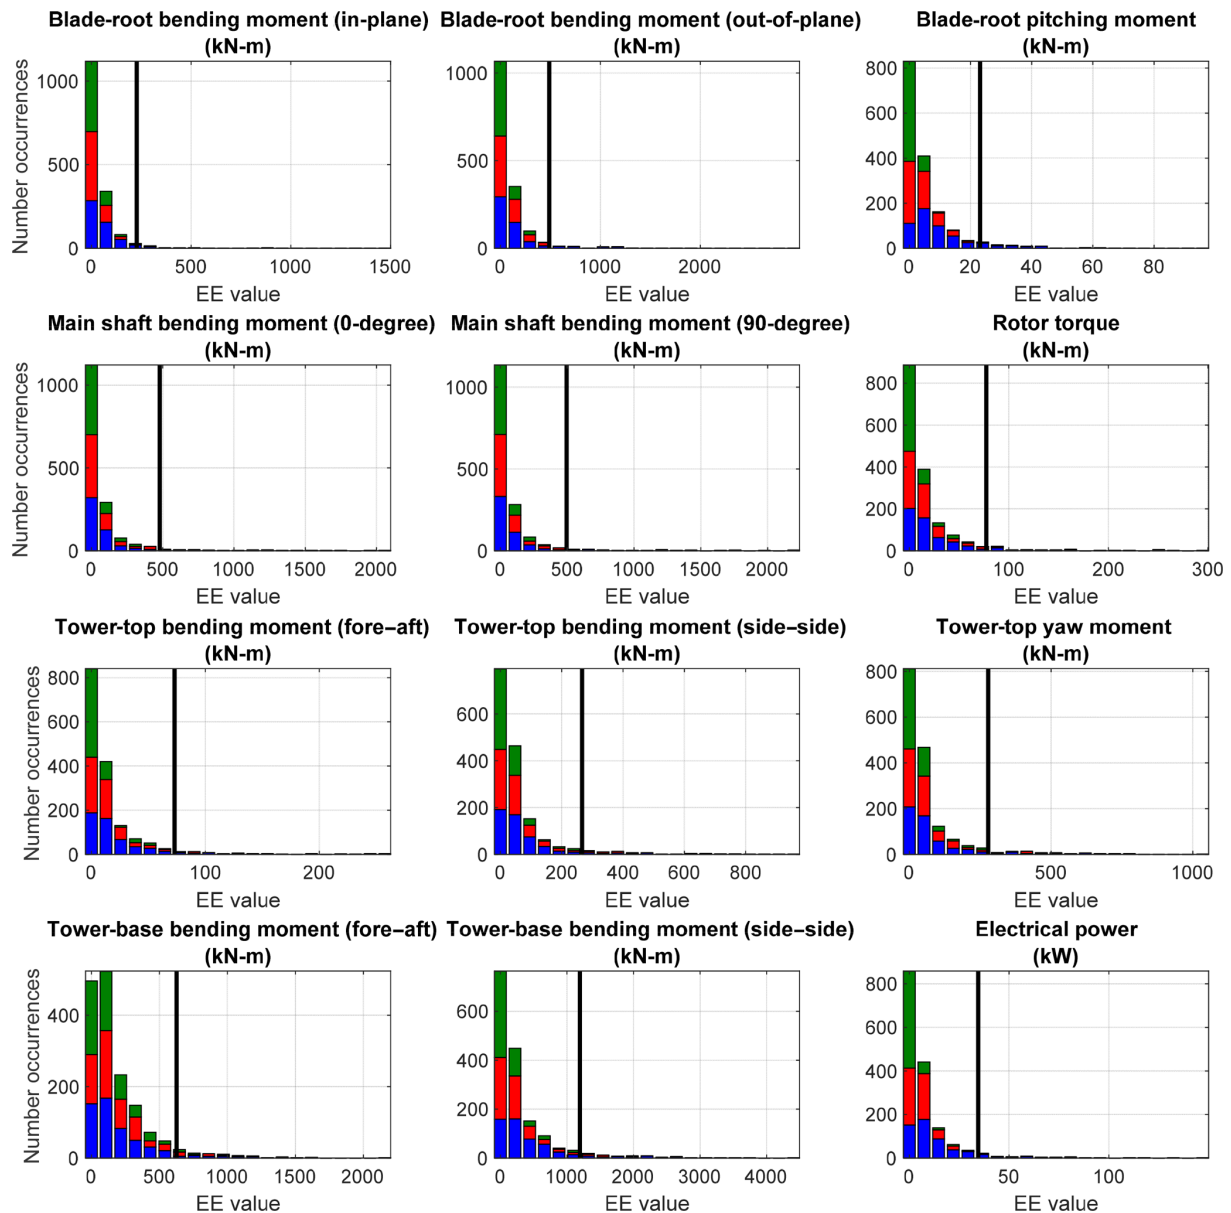 Blade-root bending moment (in-plane)
(kN-m)
Number occurrences
1000
500
0
0 500 1000 1500
EE value
Blade-root bending moment (out-of-plane)
(kN-m)
1000
500
0
0 1000 2000
EE value
Blade-root pitching moment
(kN-m)
800
600
400
200
0
0 20 40 60 80
EE value
Main shaft bending moment (0-degree)
(kN-m)
Number occurrences
1000
500
0
0 500 1000 1500 2000
EE value
Main shaft bending moment (90-degree)
(kN-m)
1000
500
0
0 500 1000 1500 2000
EE value
Rotor torque
(kN-m)
800
600
400
200
0
0 100 200 300
EE value
Tower-top bending moment (fore–aft)
(kN-m)
Number occurrences
800
600
400
200
0
0 100 200
EE value
Tower-top bending moment (side–side)
(kN-m)
600
400
200
0
0 200 400 600 800
EE value
Tower-top yaw moment
(kN-m)
800
600
400
200
0
0 500 1000
EE value
Tower-base bending moment (fore–aft)
(kN-m)
Number occurrences
400
200
0
0 500 1000 1500 2000
EE value
Tower-base bending moment (side–side)
(kN-m)
600
400
200
0
0 1000 2000 3000 4000
EE value
Electrical power
(kW)
800
600
400
200
0
0 50 100
EE value